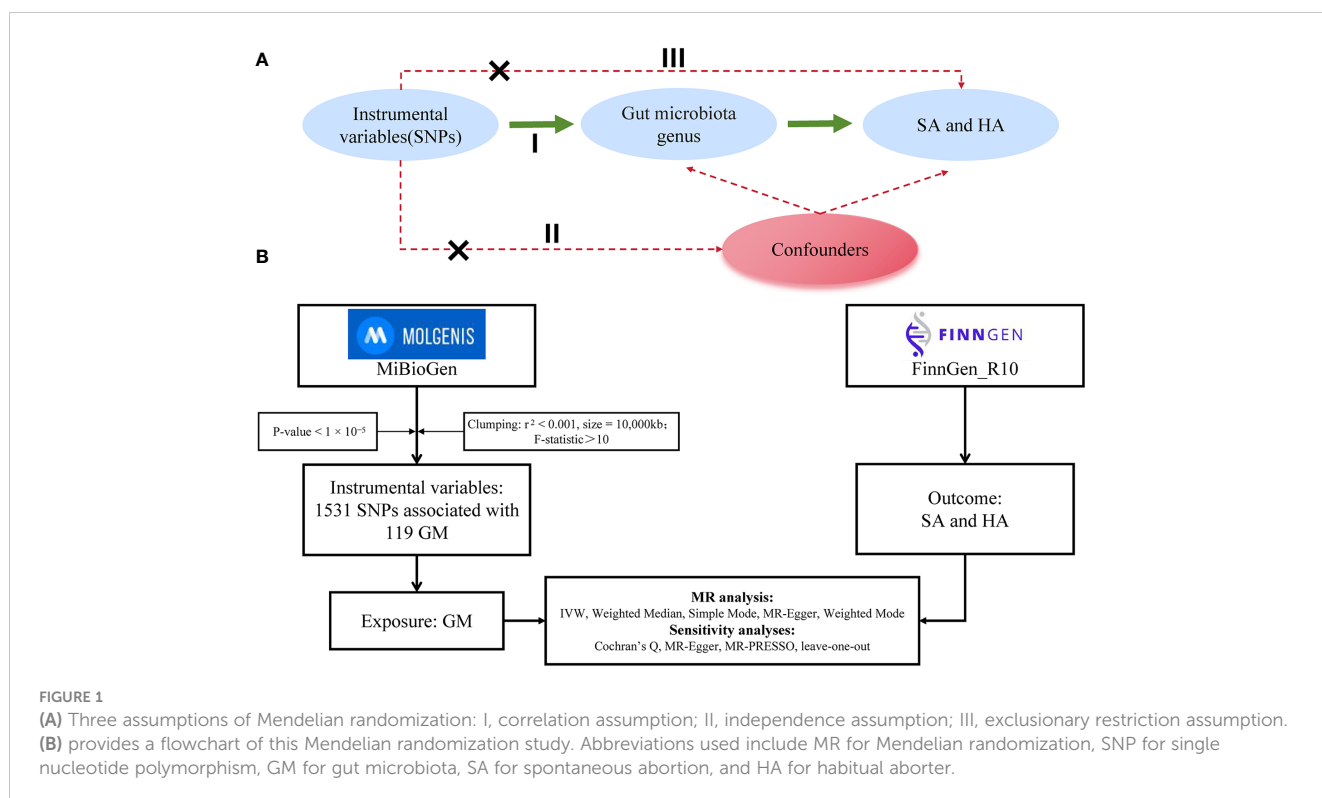 A
III
Instrumental
variables(SNPs)
I
Gut microbiota
genus
SA and HA
II
Confounders
B
MOLGENIS
MiBioGen
FINNGEN
FinnGen_R10
P-value < 1 × 10⁻⁵
Clumping: r² < 0.001, size = 10,000kb；
F-statistic＞10
Instrumental variables:
1531 SNPs associated with
119 GM
Outcome:
SA and HA
Exposure: GM
MR analysis:
IVW, Weighted Median, Simple Mode, MR-Egger, Weighted Mode
Sensitivity analyses:
Cochran's Q, MR-Egger, MR-PRESSO, leave-one-out
FIGURE 1
(A) Three assumptions of Mendelian randomization: I, correlation assumption; II, independence assumption; III, exclusionary restriction assumption.
(B) provides a flowchart of this Mendelian randomization study. Abbreviations used include MR for Mendelian randomization, SNP for single
nucleotide polymorphism, GM for gut microbiota, SA for spontaneous abortion, and HA for habitual aborter.